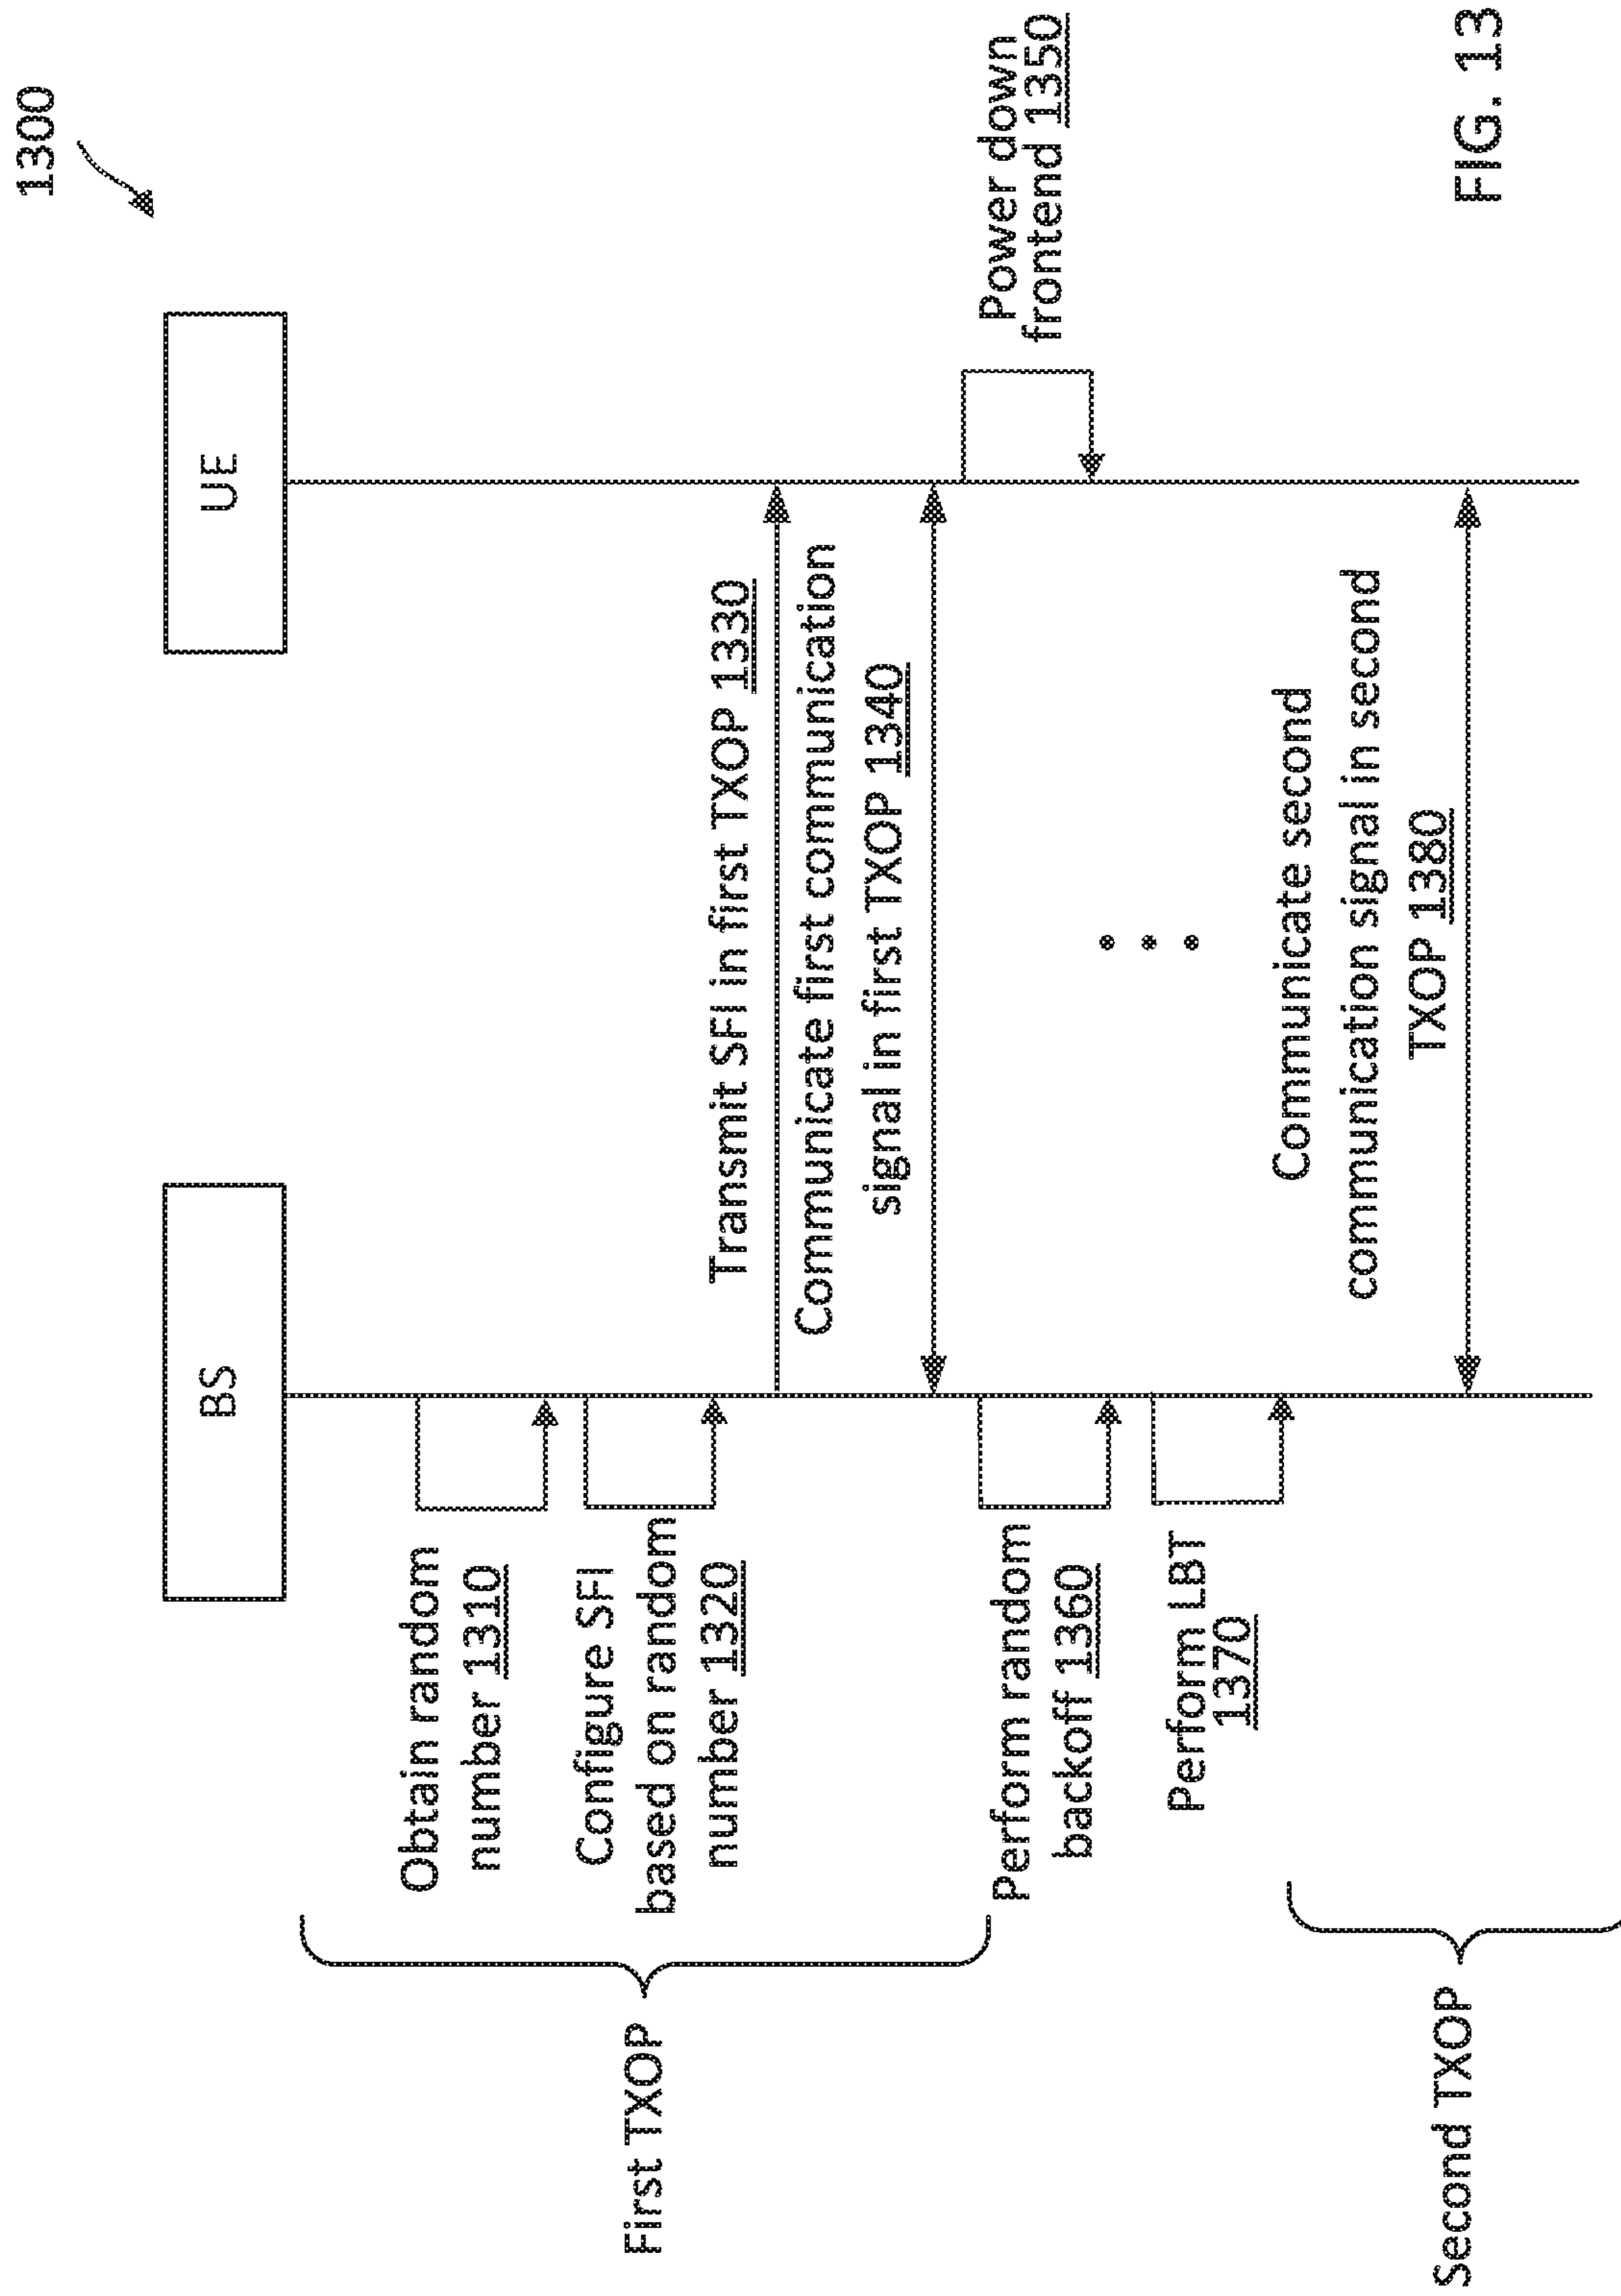 1300
BS
UE
First TXOP
Obtain random
number 1310
Configure SFI
based on random
number 1320
Transmit SFI in first TXOP 1330
Communicate first communication
signal in first TXOP 1340
Power down
frontend 1350
Perform random
backoff 1360
Perform LBT
1370
Second TXOP
Communicate second
communication signal in second
TXOP 1380
FIG. 13